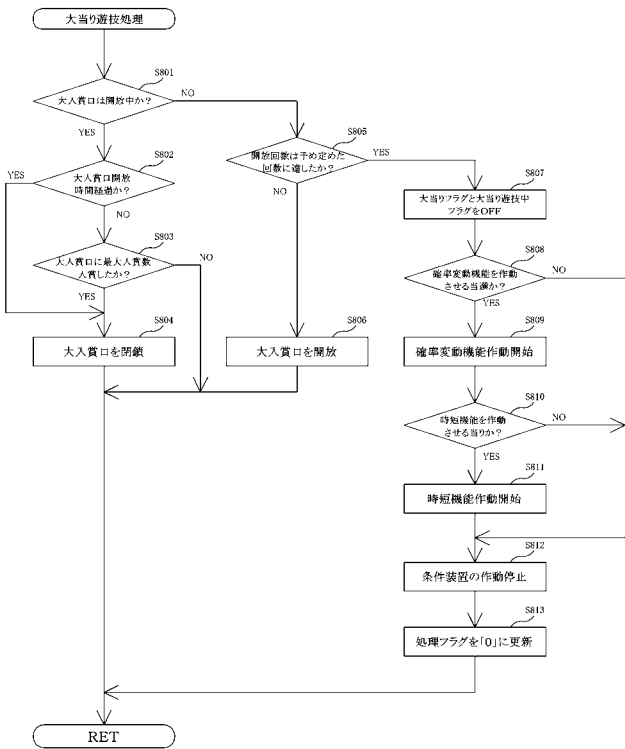 大当り遊技処理
S801
大入賞口は開放中か？
NO
YES
S802
大入賞口開放
時間経過か？
YES
NO
S803
大入賞口に最大入賞数
入賞したか？
NO
YES
S804
大入賞口を閉鎖
S805
開放回数は予め定めた
回数に達したか？
YES
NO
S806
大入賞口を開放
S807
大当りフラグと大当り遊技中
フラグをOFF
S808
確率変動機能を作動
させる当選か？
NO
YES
S809
確率変動機能作動開始
S810
時短機能を作動
させる当りか？
NO
YES
S811
時短機能作動開始
S812
条件装置の作動停止
S813
処理フラグを「0」に更新
RET